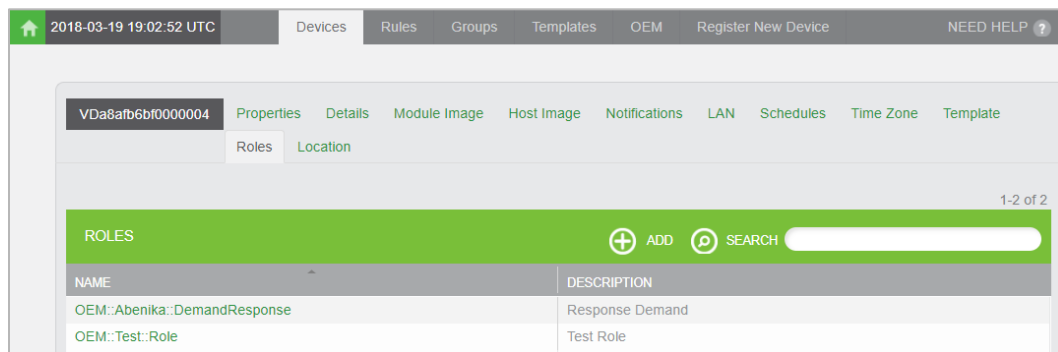 2018-03-19 19:02:52 UTC Devices Rules Groups Templates OEM Register New Device NEED HELP ?
VDa8afb6bf0000004 Properties Details Module Image Host Image Notifications LAN Schedules Time Zone Template
Roles Location
1-2 of 2
ROLES ADD SEARCH
NAME DESCRIPTION
OEM::Abenika::DemandResponse Response Demand
OEM::Test::Role Test Role